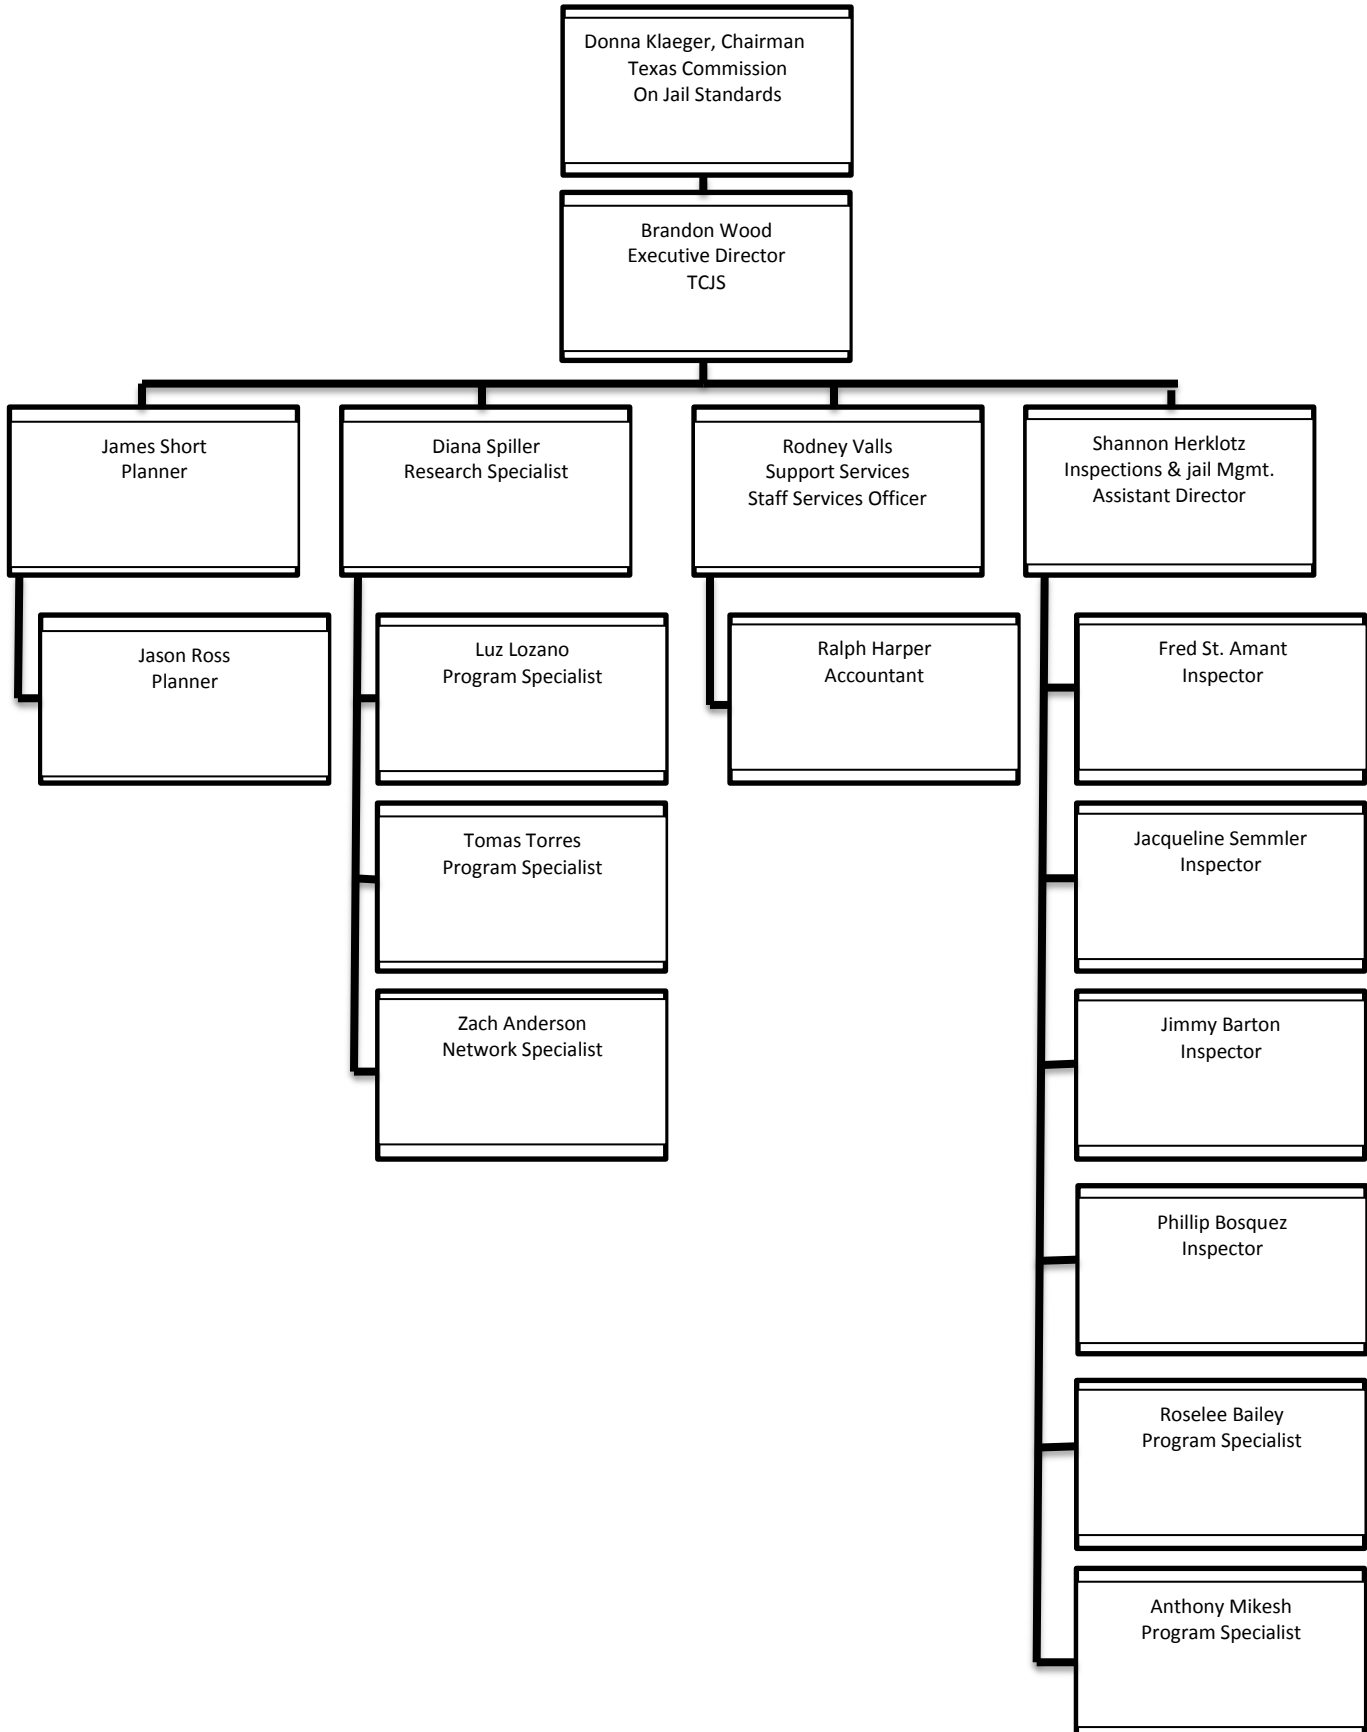 Donna Klaeger, Chairman
Texas Commission
On Jail Standards
Brandon Wood
Executive Director
TCJS
James Short
Planner
Diana Spiller
Research Specialist
Rodney Valls
Support Services
Staff Services Officer
Shannon Herklotz
Inspections & jail Mgmt.
Assistant Director
Jason Ross
Planner
Luz Lozano
Program Specialist
Tomas Torres
Program Specialist
Zach Anderson
Network Specialist
Ralph Harper
Accountant
Fred St. Amant
Inspector
Jacqueline Semmler
Inspector
Jimmy Barton
Inspector
Phillip Bosquez
Inspector
Roselee Bailey
Program Specialist
Anthony Mikesh
Program Specialist